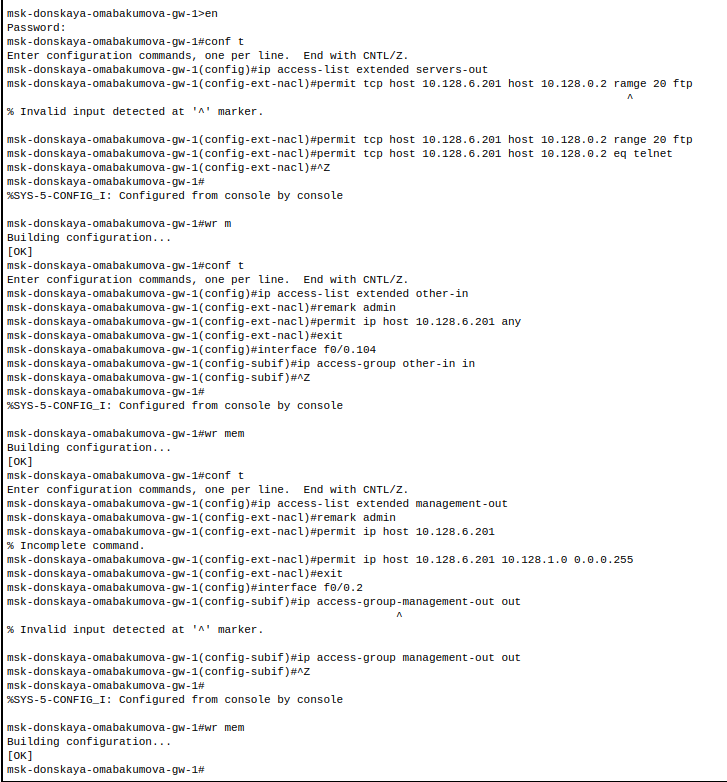 msk-donskaya-omabakumova-gw-1>en
Password:
msk-donskaya-omabakumova-gw-1#conf t
Enter configuration commands, one per line.  End with CNTL/Z.
msk-donskaya-omabakumova-gw-1(config)#ip access-list extended servers-out
msk-donskaya-omabakumova-gw-1(config-ext-nacl)#permit tcp host 10.128.6.201 host 10.128.0.2 ramge 20 ftp
^
% Invalid input detected at '^' marker.
msk-donskaya-omabakumova-gw-1(config-ext-nacl)#permit tcp host 10.128.6.201 host 10.128.0.2 range 20 ftp
msk-donskaya-omabakumova-gw-1(config-ext-nacl)#permit tcp host 10.128.6.201 host 10.128.0.2 eq telnet
msk-donskaya-omabakumova-gw-1(config-ext-nacl)#^Z
msk-donskaya-omabakumova-gw-1#
%SYS-5-CONFIG_I: Configured from console by console
msk-donskaya-omabakumova-gw-1#wr m
Building configuration...
[OK]
msk-donskaya-omabakumova-gw-1#conf t
Enter configuration commands, one per line.  End with CNTL/Z.
msk-donskaya-omabakumova-gw-1(config)#ip access-list extended other-in
msk-donskaya-omabakumova-gw-1(config-ext-nacl)#remark admin
msk-donskaya-omabakumova-gw-1(config-ext-nacl)#permit ip host 10.128.6.201 any
msk-donskaya-omabakumova-gw-1(config-ext-nacl)#exit
msk-donskaya-omabakumova-gw-1(config)#interface f0/0.104
msk-donskaya-omabakumova-gw-1(config-subif)#ip access-group other-in in
msk-donskaya-omabakumova-gw-1(config-subif)#^Z
msk-donskaya-omabakumova-gw-1#
%SYS-5-CONFIG_I: Configured from console by console
msk-donskaya-omabakumova-gw-1#wr mem
Building configuration...
[OK]
msk-donskaya-omabakumova-gw-1#conf t
Enter configuration commands, one per line.  End with CNTL/Z.
msk-donskaya-omabakumova-gw-1(config)#ip access-list extended management-out
msk-donskaya-omabakumova-gw-1(config-ext-nacl)#remark admin
msk-donskaya-omabakumova-gw-1(config-ext-nacl)#permit ip host 10.128.6.201
% Incomplete command.
msk-donskaya-omabakumova-gw-1(config-ext-nacl)#permit ip host 10.128.6.201 10.128.1.0 0.0.0.255
msk-donskaya-omabakumova-gw-1(config-ext-nacl)#exit
msk-donskaya-omabakumova-gw-1(config)#interface f0/0.2
msk-donskaya-omabakumova-gw-1(config-subif)#ip access-group-management-out out
^
% Invalid input detected at '^' marker.
msk-donskaya-omabakumova-gw-1(config-subif)#ip access-group management-out out
msk-donskaya-omabakumova-gw-1(config-subif)#^Z
msk-donskaya-omabakumova-gw-1#
%SYS-5-CONFIG_I: Configured from console by console
msk-donskaya-omabakumova-gw-1#wr mem
Building configuration...
[OK]
msk-donskaya-omabakumova-gw-1#